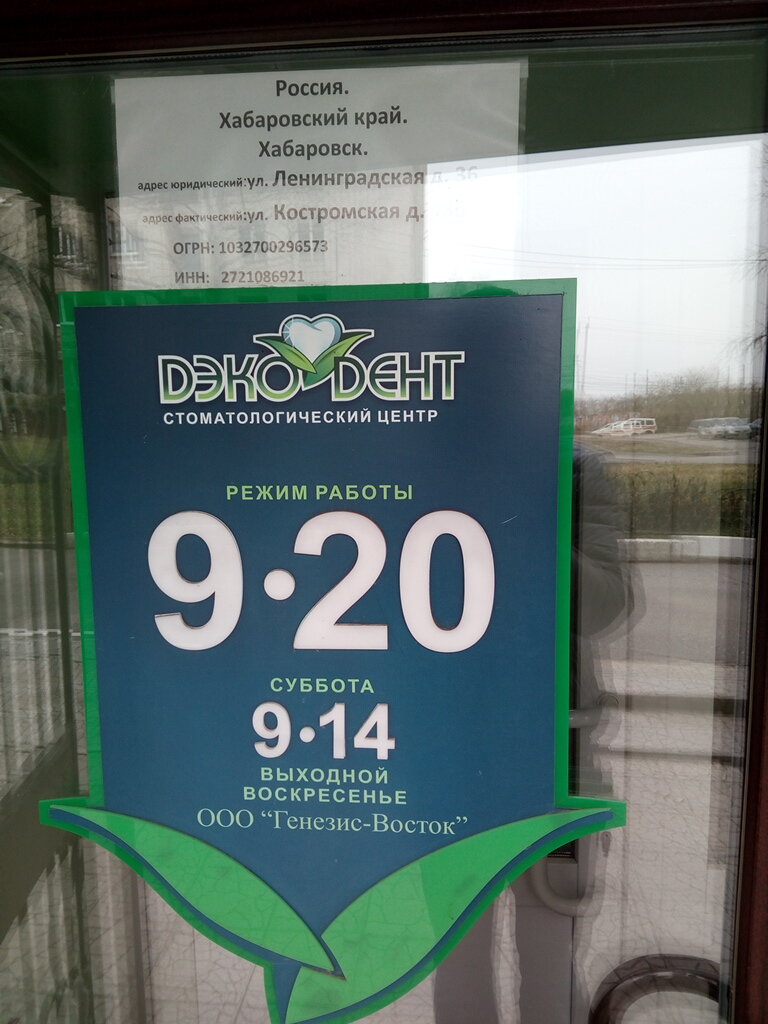 Россия.
Хабаровский край.
Хабаровск.
адрес юридический:ул. Ленинградская д. 36
адрес фактический:ул. Костромская д.
ОГРН: 1032700296573
ИНН: 2721086921
ДЭКО ДЕНТ
СТОМАТОЛОГИЧЕСКИЙ ЦЕНТР
РЕЖИМ РАБОТЫ
9•20
СУББОТА
9•14
ВЫХОДНОЙ
ВОСКРЕСЕНЬЕ
ООО “Генезис-Восток”